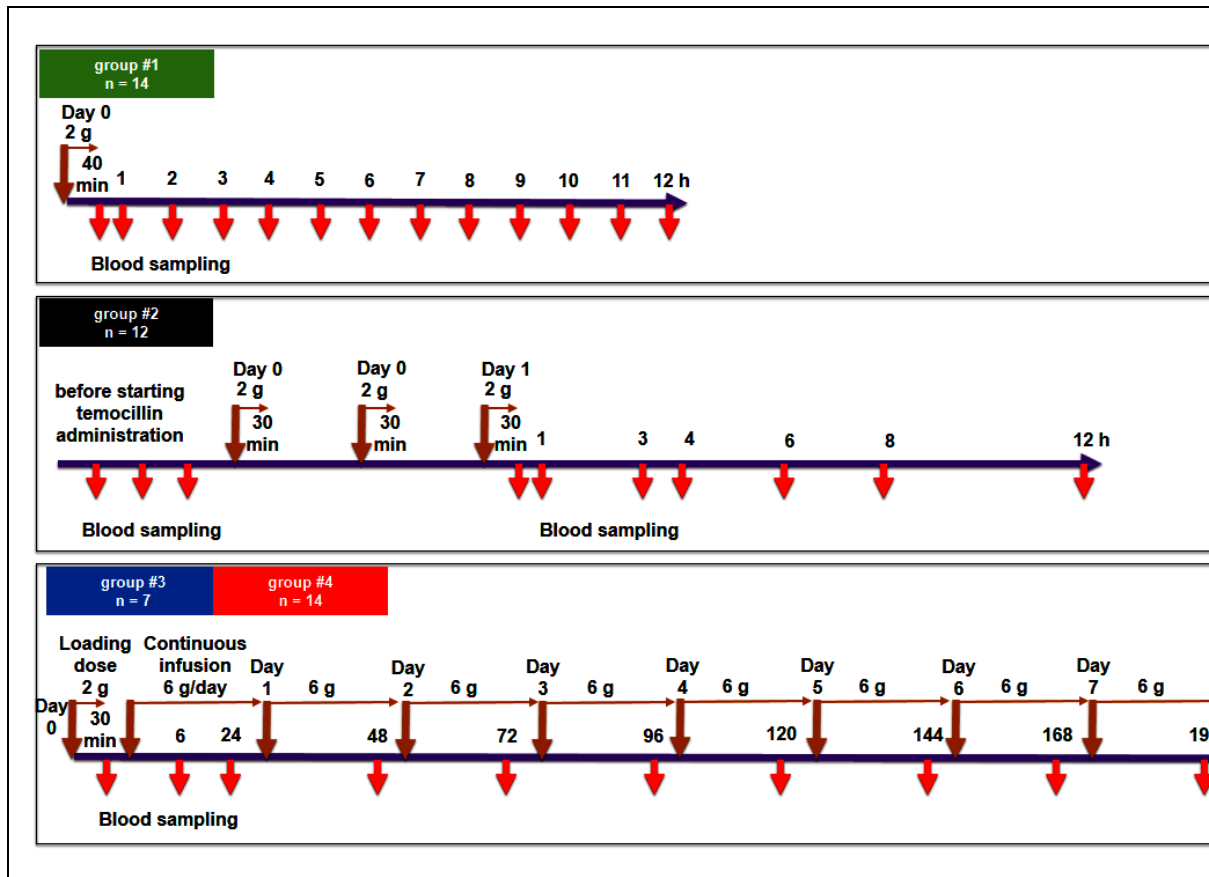 group #1
n = 14
Day 0
2 g
40
min
1 2 3 4 5 6 7 8 9 10 11 12 h
Blood sampling
group #2
n = 12
before starting
temocillin
administration
Day 0
2 g
30
min
Day 0
2 g
30
min
Day 1
2 g
30
min
1 3 4 6 8 12 h
Blood sampling
Blood sampling
group #3
n = 7
group #4
n = 14
Day
0
Loading
dose
2 g
30
min
Continuous
infusion
6 g/day
Day
1
6 g
Day
2
6 g
Day
3
6 g
Day
4
6 g
Day
5
6 g
Day
6
6 g
Day
7
6 g
6 24 48 72 96 120 144 168 19
Blood sampling